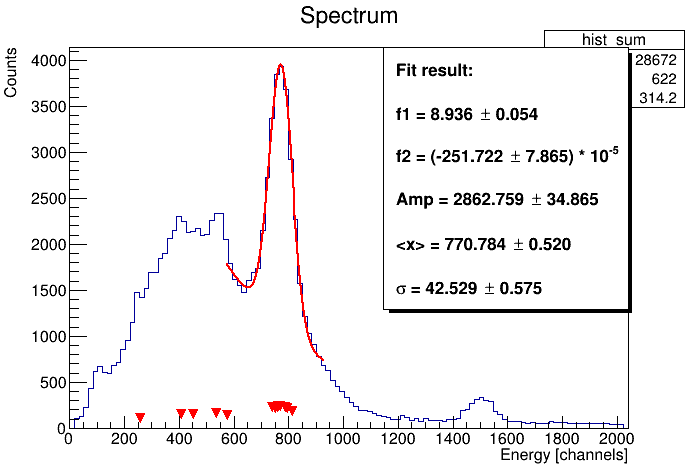 Spectrum
hist_sum
28672
622
314.2
Fit result:
f1 = 8.936 ± 0.054
f2 = (-251.722 ± 7.865) * 10^-5
Amp = 2862.759 ± 34.865
<x> = 770.784 ± 0.520
σ = 42.529 ± 0.575
Counts
4000
3500
3000
2500
2000
1500
1000
500
0
0 200 400 600 800 1000 1200 1400 1600 1800 2000
Energy [channels]